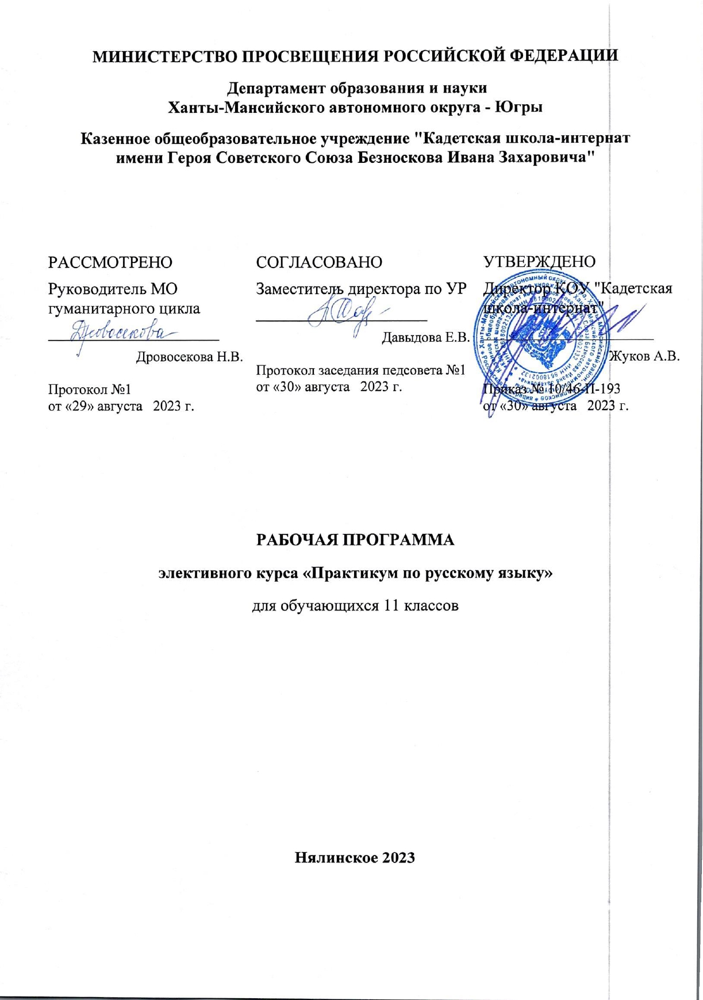 МИНИСТЕРСТВО ПРОСВЕЩЕНИЯ РОССИЙСКОЙ ФЕДЕРАЦИИ
Департамент образования и науки
Ханты-Мансийского автономного округа - Югры
Казенное общеобразовательное учреждение "Кадетская школа-интернат
имени Героя Советского Союза Безноскова Ивана Захаровича"
РАССМОТРЕНО
Руководитель МО
гуманитарного цикла
Дровосекова
Дровосекова Н.В.
Протокол №1
от «29» августа 2023 г.
СОГЛАСОВАНО
Заместитель директора по УР
Давыдова Е.В.
Протокол заседания педсовета №1
от «30» августа 2023 г.
УТВЕРЖДЕНО
Директор КОУ "Кадетская
школа-интернат"
Жуков А.В.
Приказ № 10/46-П-193
от «30» августа 2023 г.
РАБОЧАЯ ПРОГРАММА
элективного курса «Практикум по русскому языку»
для обучающихся 11 классов
Нялинское 2023